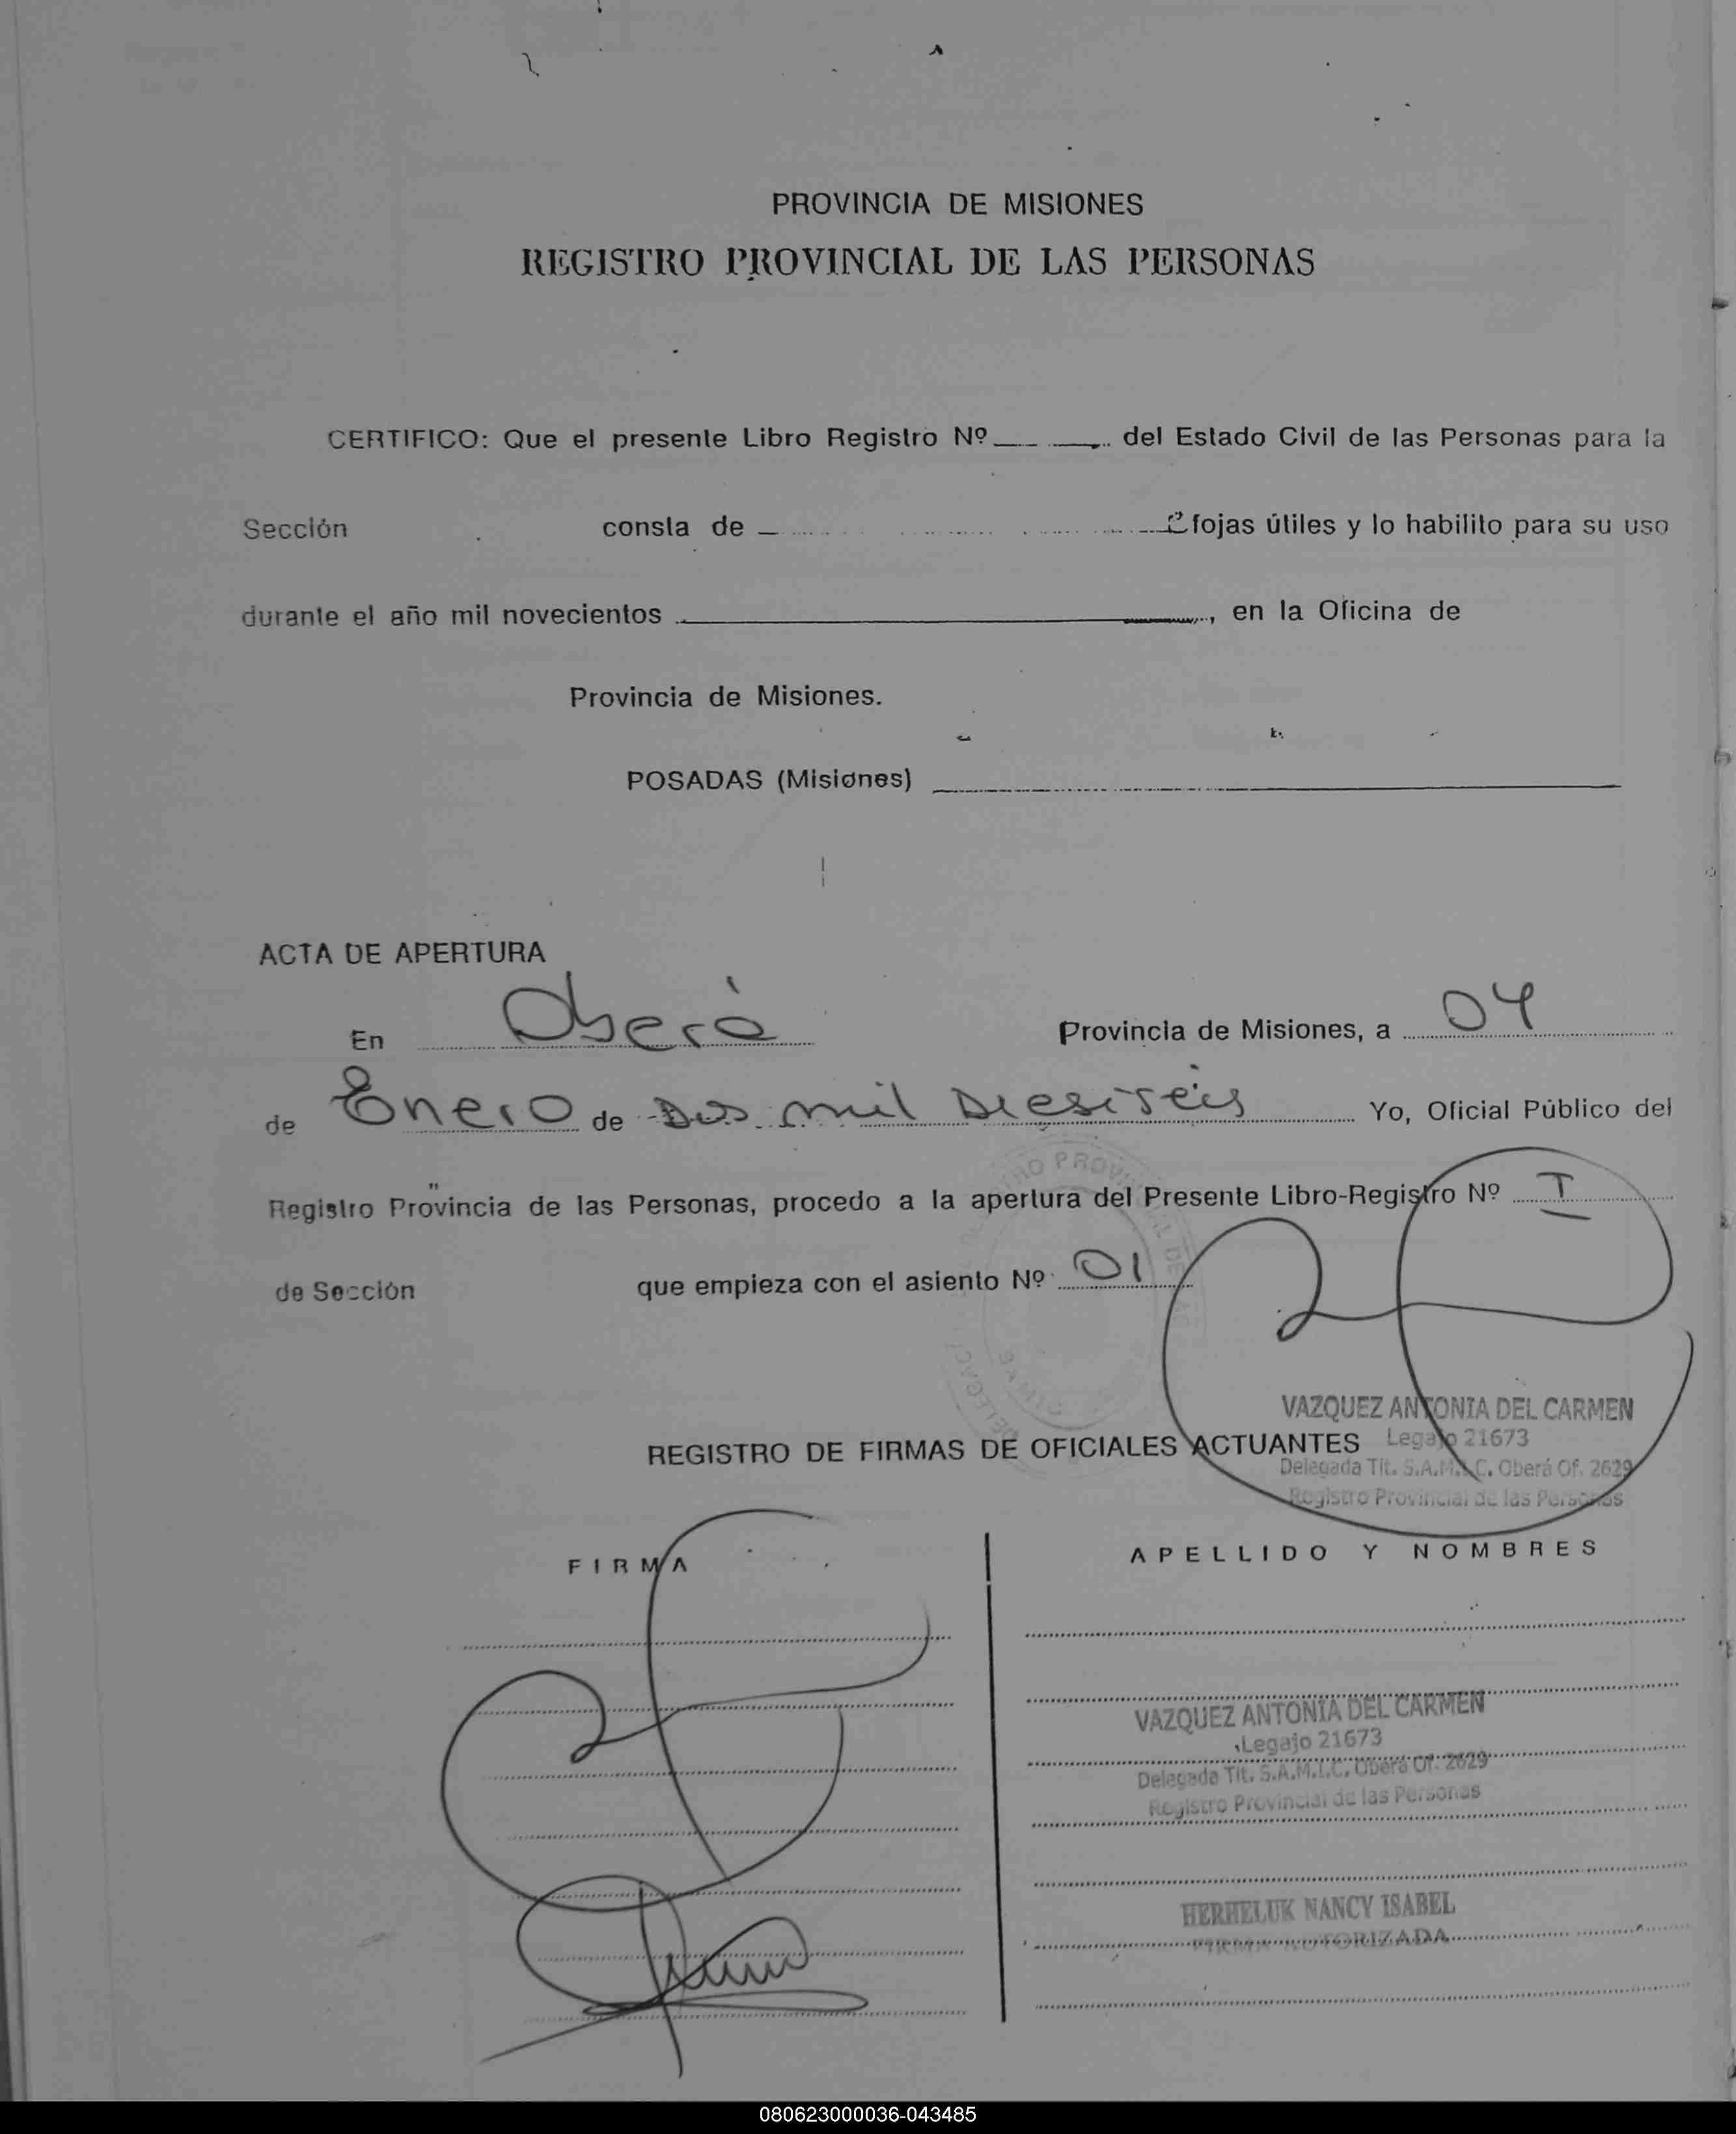 PROVINCIA DE MISIONES
REGISTRO PROVINCIAL DE LAS PERSONAS
CERTIFICO: Que el presente Libro Registro Nº del Estado Civil de las Personas para la
Sección consta de fojas útiles y lo habilito para su uso
durante el año mil novecientos , en la Oficina de
Provincia de Misiones.
POSADAS (Misiones)
ACTA DE APERTURA
En Oberá Provincia de Misiones, a 04
de Enero de Dos mil Diesiséis Yo, Oficial Público del
Registro Provincia de las Personas, procedo a la apertura del Presente Libro-Registro Nº I
de Sección que empieza con el asiento Nº 01
VAZQUEZ ANTONIA DEL CARMEN
Legajo 21673
REGISTRO DE FIRMAS DE OFICIALES ACTUANTES
Delegada Tit. S.A.M.I.C. Oberá Of. 2629
Registro Provincial de las Personas
FIRMA APELLIDO Y NOMBRES
VAZQUEZ ANTONIA DEL CARMEN
Legajo 21673
Delegada Tit. S.A.M.I.C. Oberá Of. 2629
Registro Provincial de las Personas
HERHELUK NANCY ISABEL
FIRMA AUTORIZADA
080623000036-043485